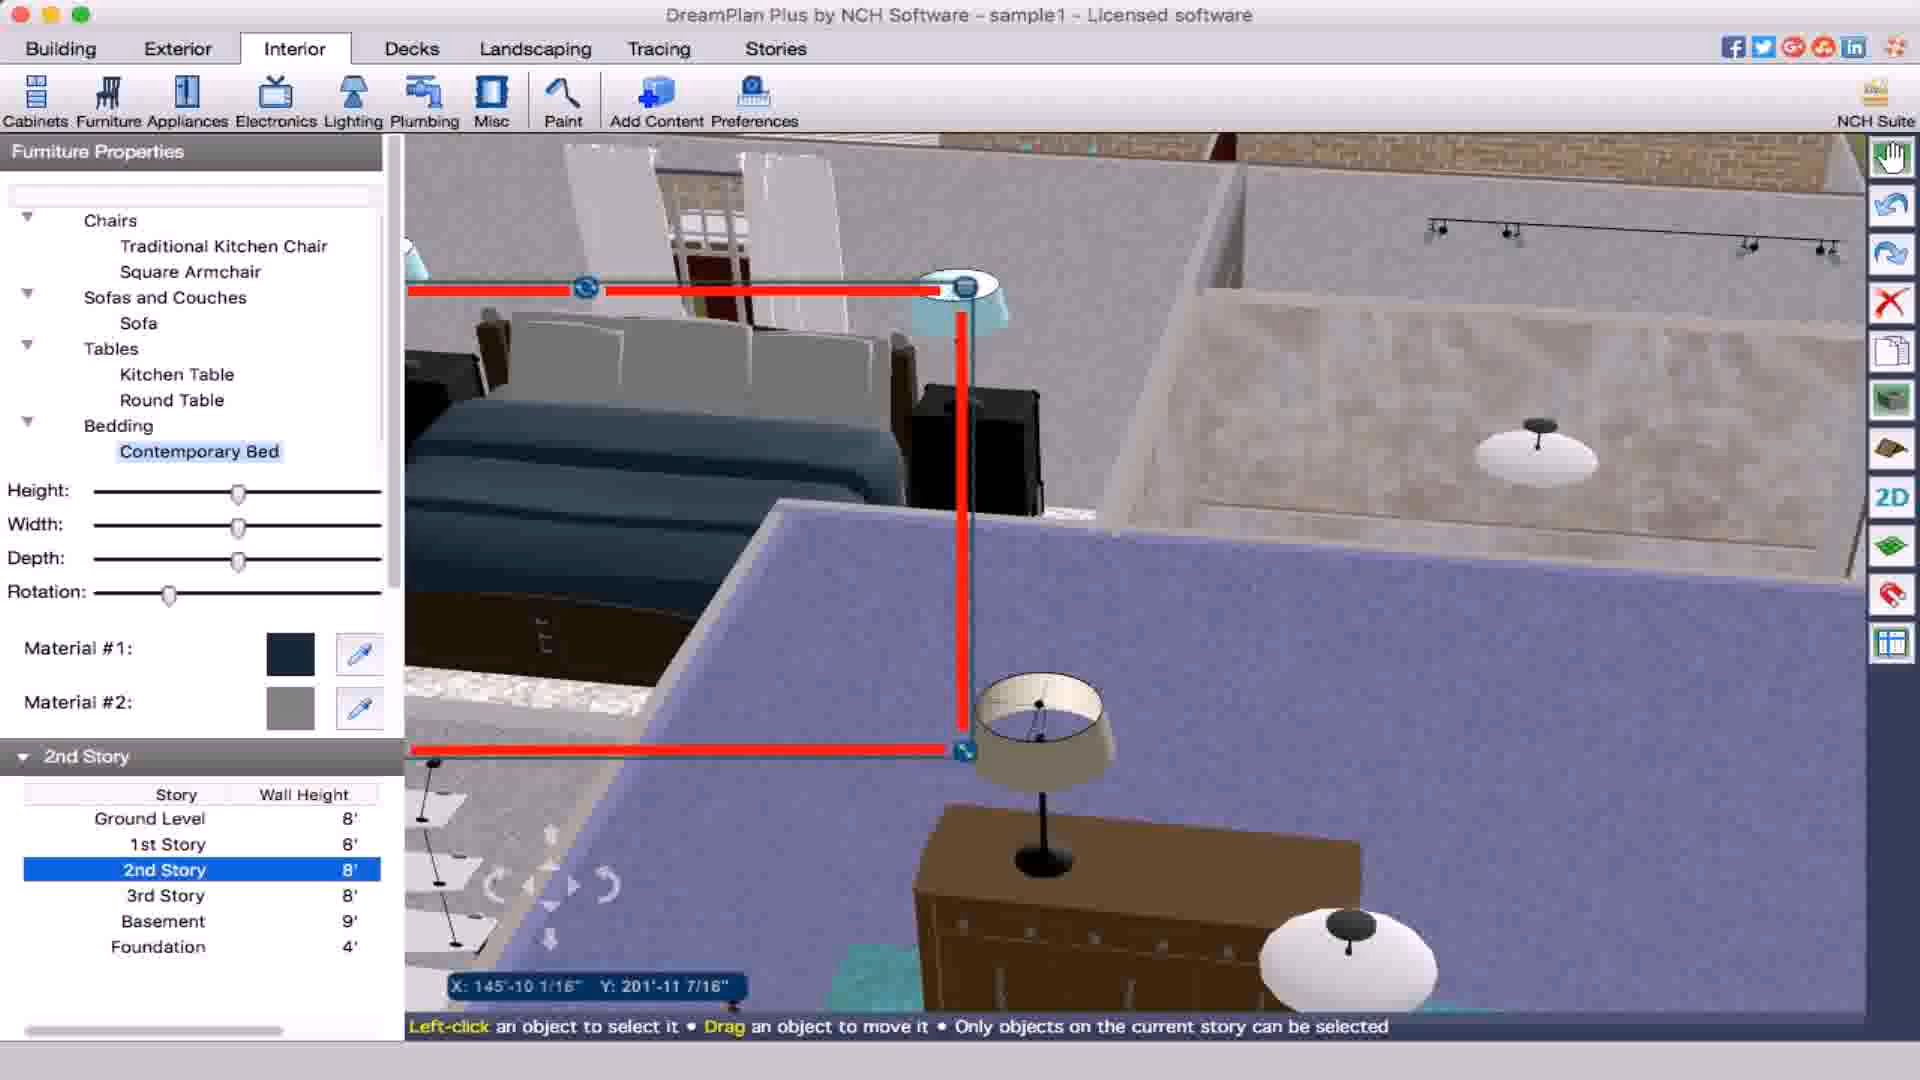 DreamPlan Plus by NCH Software - sample1 - Licensed software
Building Exterior Interior Decks Landscaping Tracing Stories
Cabinets Furniture Appliances Electronics Lighting Plumbing Misc Paint Add Content Preferences NCH Suite
Furniture Properties
Chairs
Traditional Kitchen Chair
Square Armchair
Sofas and Couches
Sofa
Tables
Kitchen Table
Round Table
Bedding
Contemporary Bed
Height:
Width:
Depth:
Rotation:
Material #1:
Material #2:
2nd Story
Story Wall Height
Ground Level 8'
1st Story 8'
2nd Story 8'
3rd Story 8'
Basement 9'
Foundation 4'
2D
X: 145'-10 1/16" Y: 201'-11 7/16"
Left-click an object to select it • Drag an object to move it • Only objects on the current story can be selected